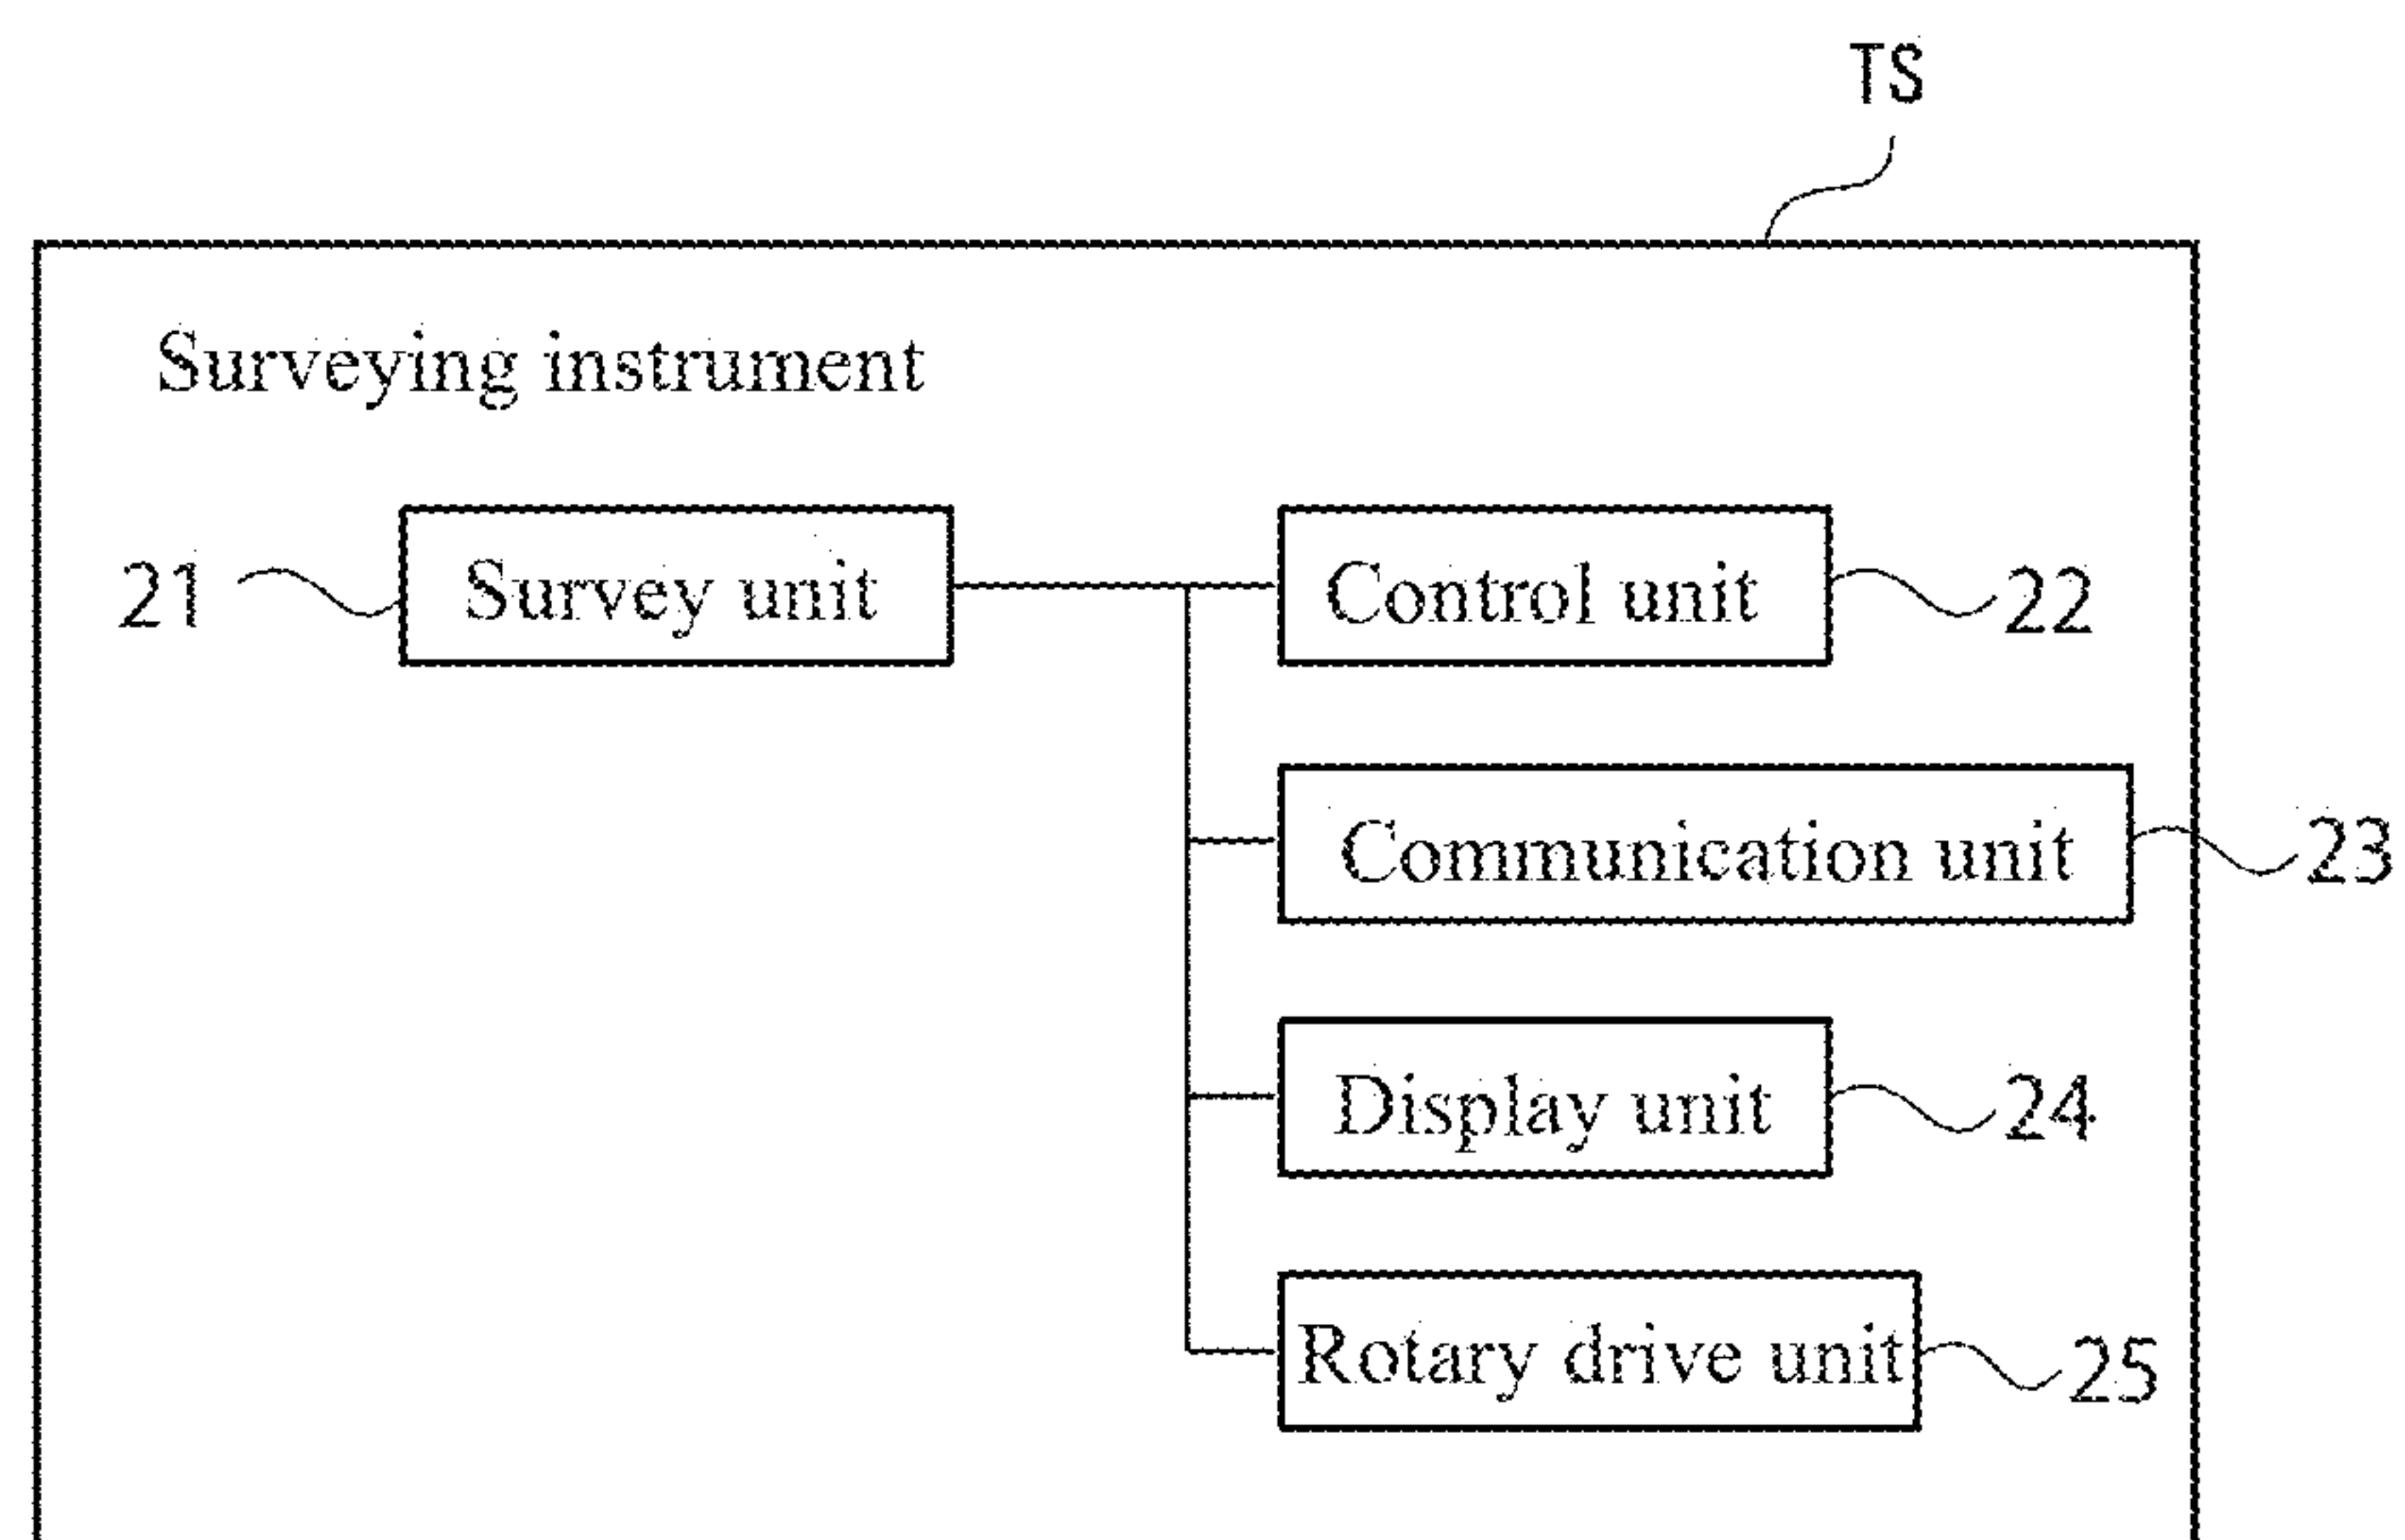 TS
Surveying instrument
21 Survey unit Control unit 22
Communication unit 23
Display unit 24
Rotary drive unit 25